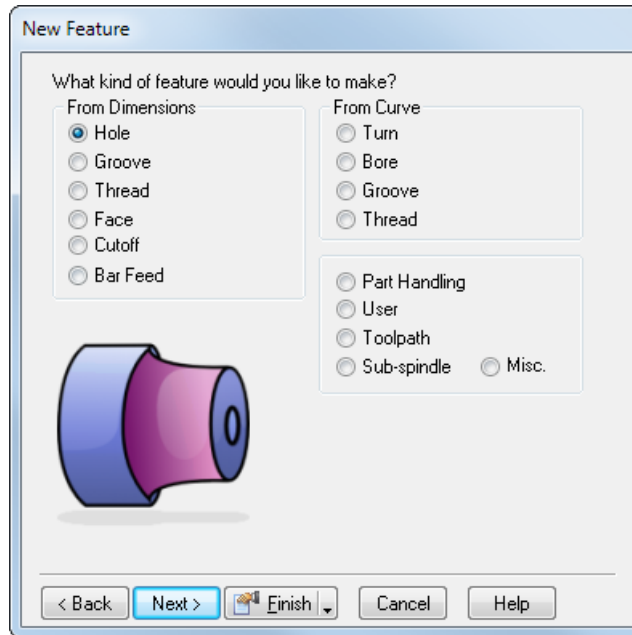 New Feature
What kind of feature would you like to make?
From Dimensions
Hole
Groove
Thread
Face
Cutoff
Bar Feed
From Curve
Turn
Bore
Groove
Thread
Part Handling
User
Toolpath
Sub-spindle Misc.
< Back Next > Finish Cancel Help